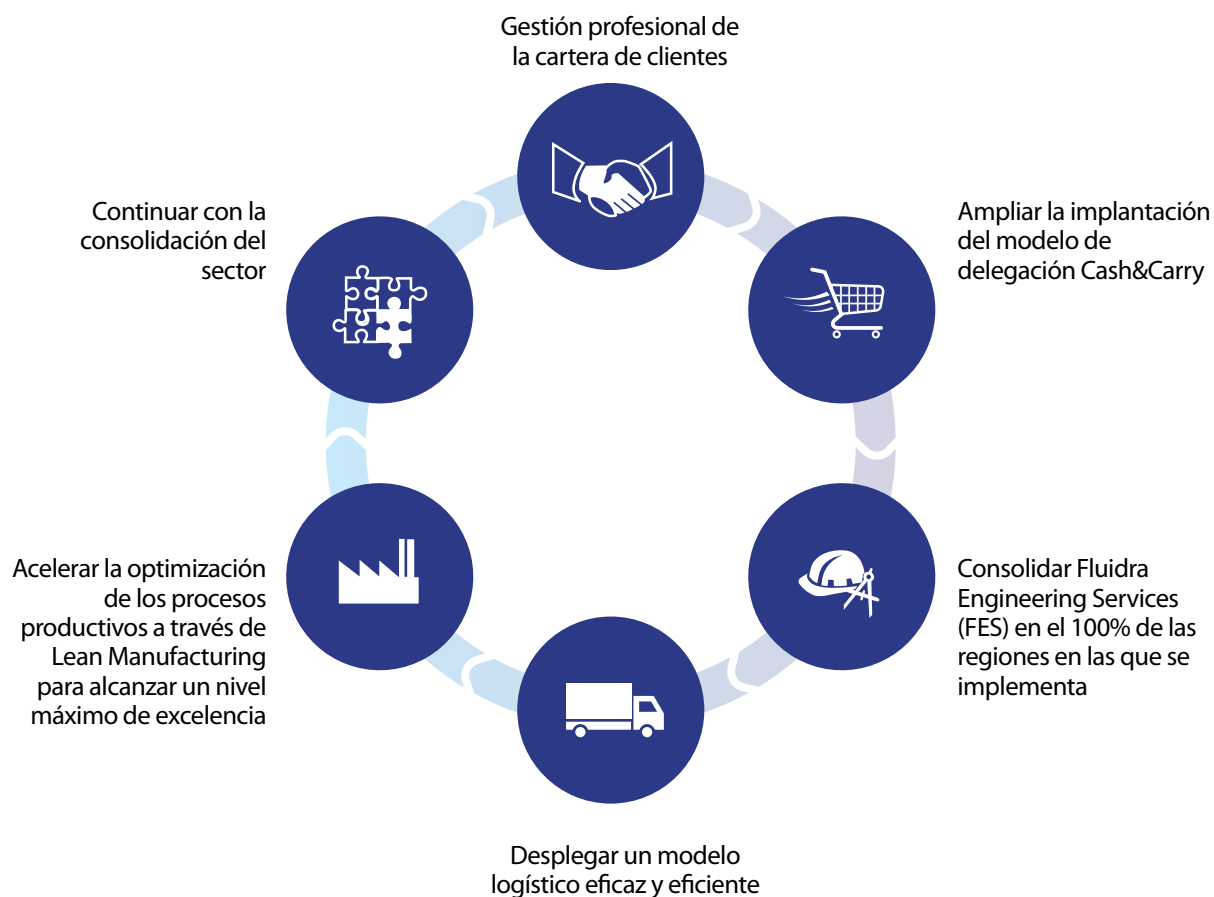 Gestión profesional de
la cartera de clientes
Ampliar la implantación
del modelo de
delegación Cash&Carry
Consolidar Fluidra
Engineering Services
(FES) en el 100% de las
regiones en las que se
implementa
Desplegar un modelo
logístico eficaz y eficiente
Acelerar la optimización
de los procesos
productivos a través de
Lean Manufacturing
para alcanzar un nivel
máximo de excelencia
Continuar con la
consolidación del
sector